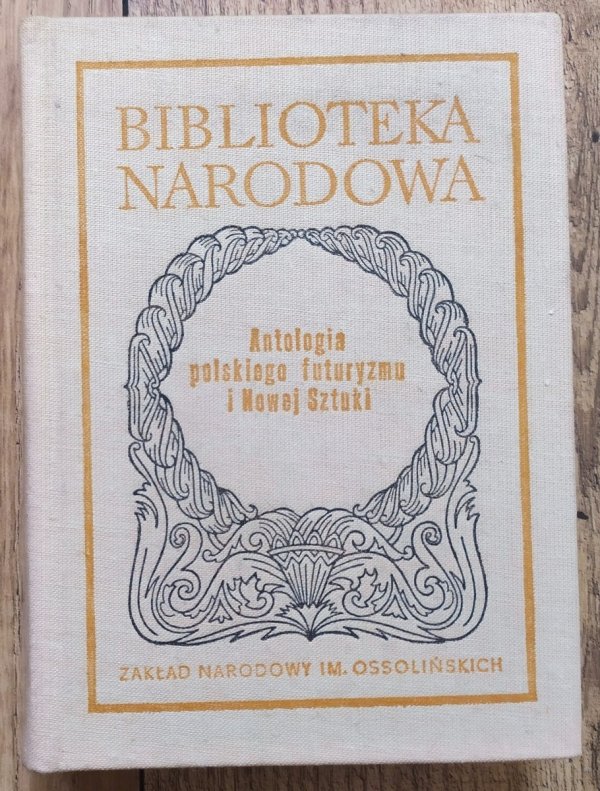 BIBLIOTEKA
NARODOWA
Antologia
polskiego futuryzmu
i Nowej Sztuki
ZAKŁAD NARODOWY IM. OSSOLIŃSKICH